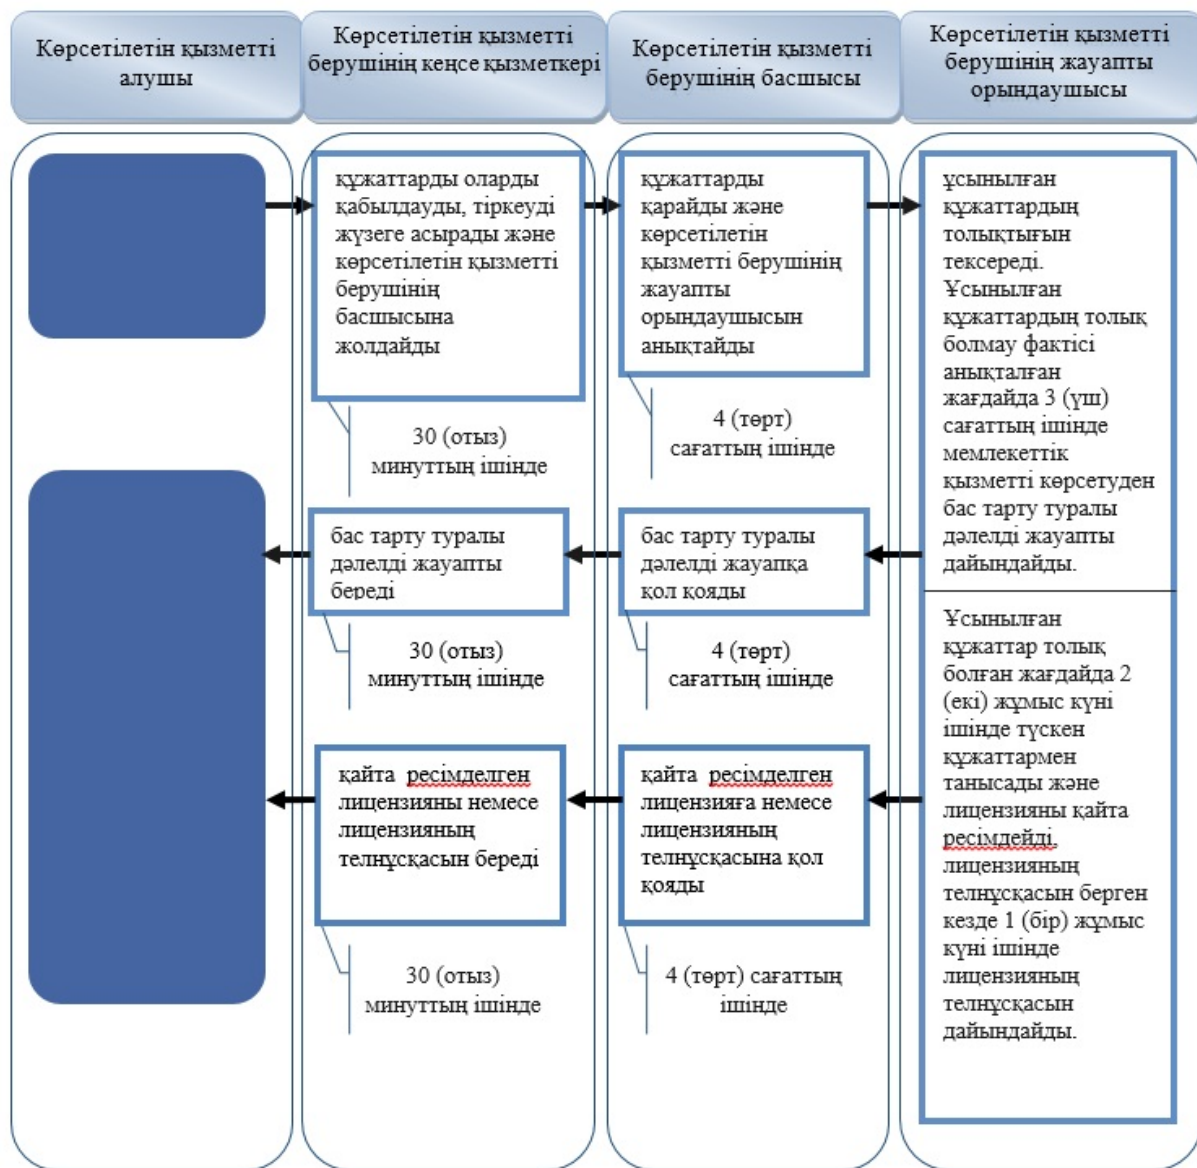 Көрсетілетін қызметті
алушы
Көрсетілетін қызметті
берушінің кеңсе қызметкері
Көрсетілетін қызметті
берушінің басшысы
Көрсетілетін қызметті
берушінің жауапты
орындаушысы
құжаттарды оларды
қабылдауды, тіркеуді
жүзеге асырады және
көрсетілетін қызметті
берушінің
басшысына
жолдайды
30 (отыз)
минуттың ішінде
құжаттарды
қарайды және
көрсетілетін
қызметті берушінің
жауапты
орындаушысын
анықтайды
4 (төрт)
сағаттың ішінде
ұсынылған
құжаттардың
толықтығын
тексереді.
Ұсынылған
құжаттардың толық
болмау фактісі
анықталған
жағдайда 3 (үш)
сағаттың ішінде
мемлекеттік
қызметті көрсетуден
бас тарту туралы
дәлелді жауапты
дайындайды.
бас тарту туралы
дәлелді жауапты
береді
30 (отыз)
минуттың ішінде
бас тарту туралы
дәлелді жауапқа
қол қояды
4 (төрт)
сағаттың ішінде
Ұсынылған
құжаттар толық
болған жағдайда 2
(екі) жұмыс күні
ішінде түскен
құжаттармен
танысады және
лицензияны қайта
ресімдейді,
лицензияның
телнұсқасын берген
кезде 1 (бір) жұмыс
күні ішінде
лицензияның
телнұсқасын
дайындайды.
қайта ресімделген
лицензияны немесе
лицензияның
телнұсқасын береді
30 (отыз)
минуттың ішінде
қайта ресімделген
лицензияға немесе
лицензияның
телнұсқасына қол
қояды
4 (төрт) сағаттың
ішінде